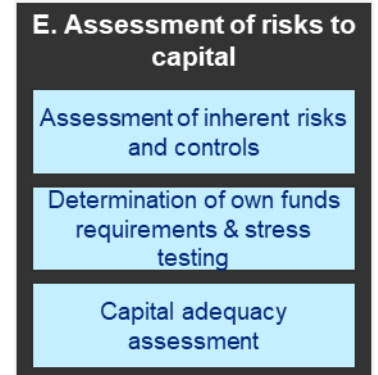 E. Assessment of risks to
capital
Assessment of inherent risks
and controls
Determination of own funds
requirements & stress
testing
Capital adequacy
assessment